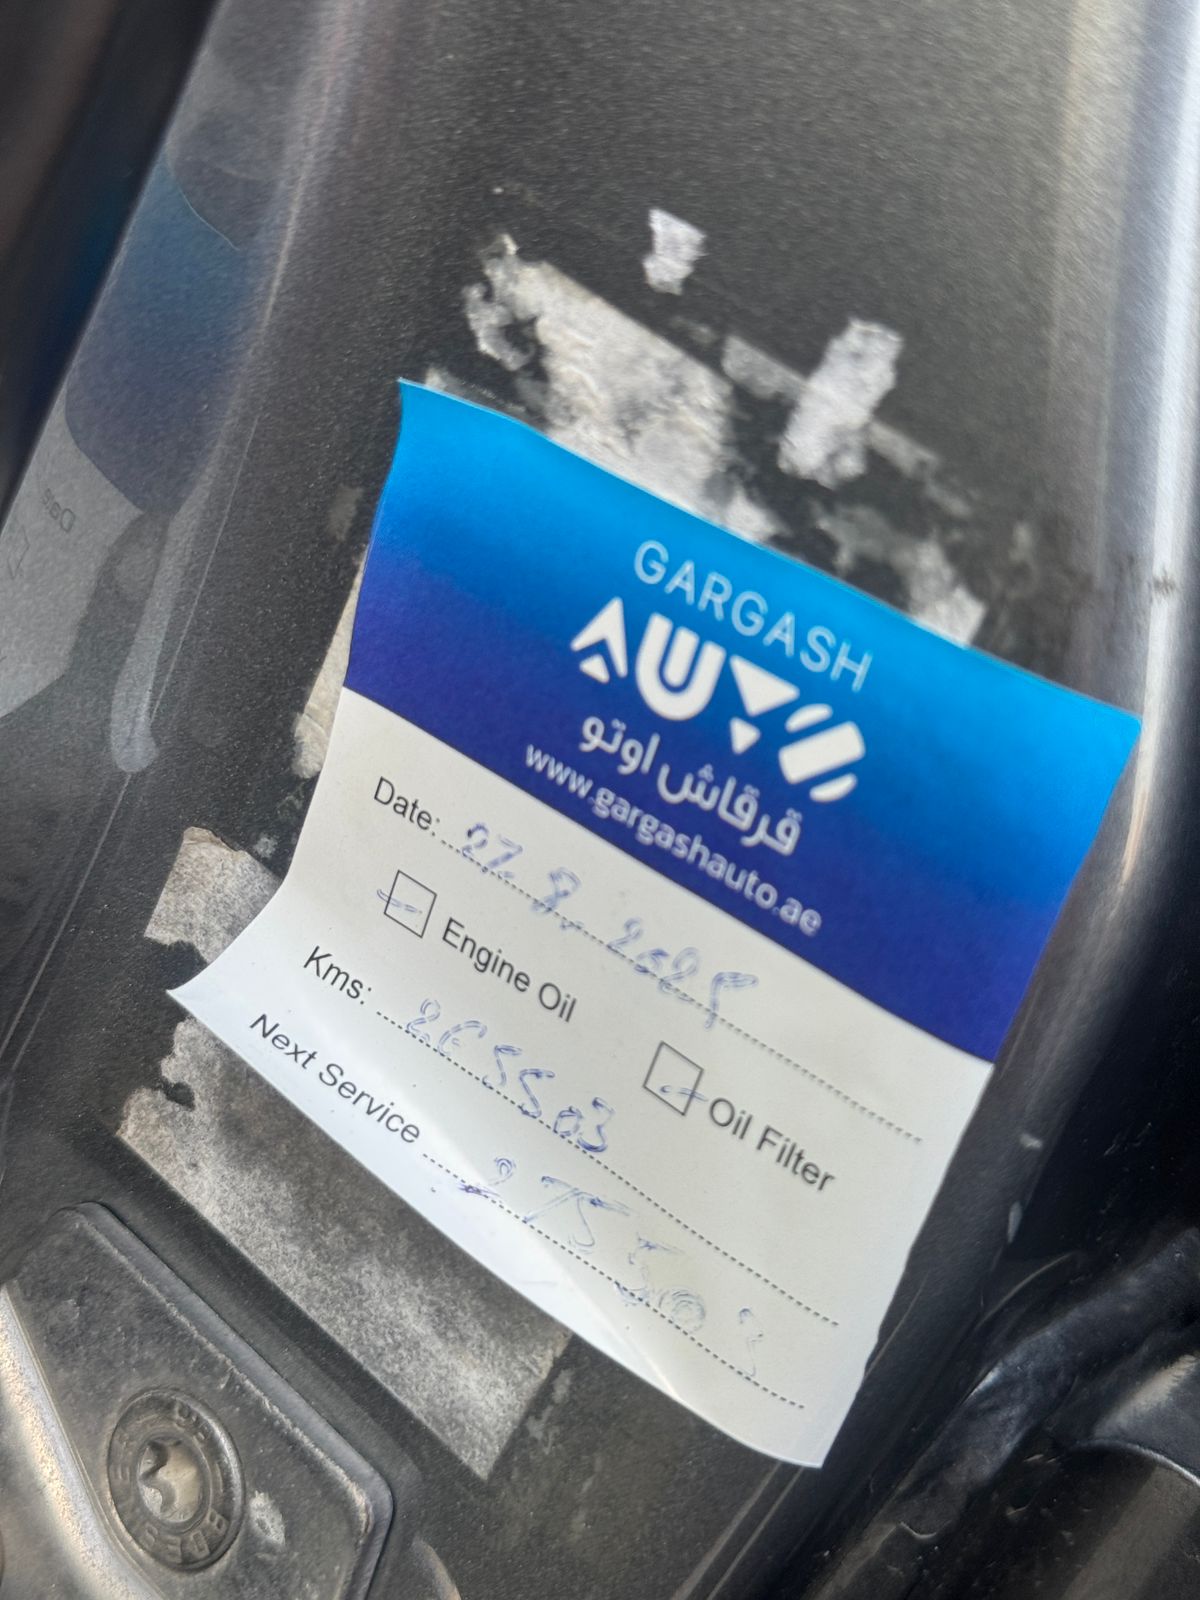 GARGASH
AUTO
قرقاش اوتو
www.gargashauto.ae
Date: 27.8.2025
Engine Oil
Oil Filter
Kms: 265503
Next Service 275503